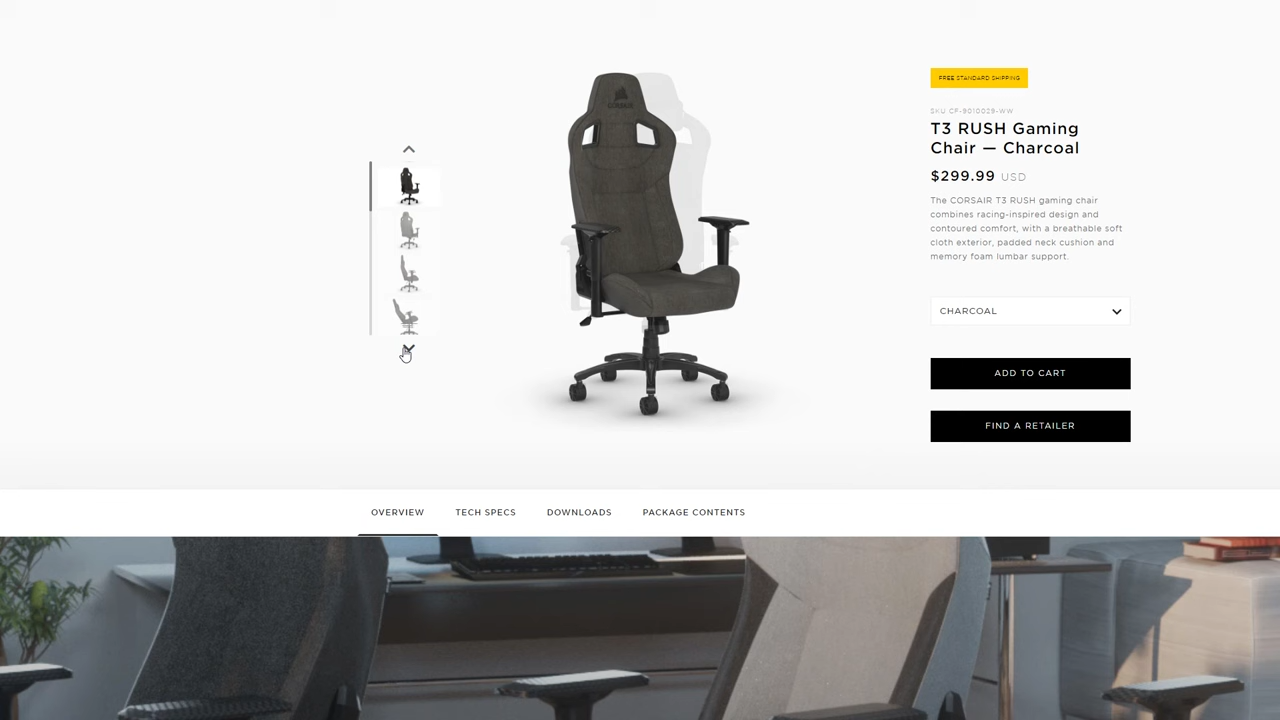 FREE STANDARD SHIPPING
SKU CF-9010029-WW
T3 RUSH Gaming
Chair — Charcoal
$299.99 USD
The CORSAIR T3 RUSH gaming chair
combines racing-inspired design and
contoured comfort, with a breathable soft
cloth exterior, padded neck cushion and
memory foam lumbar support.
CHARCOAL
ADD TO CART
FIND A RETAILER
CORSAIR
OVERVIEW
TECH SPECS
DOWNLOADS
PACKAGE CONTENTS